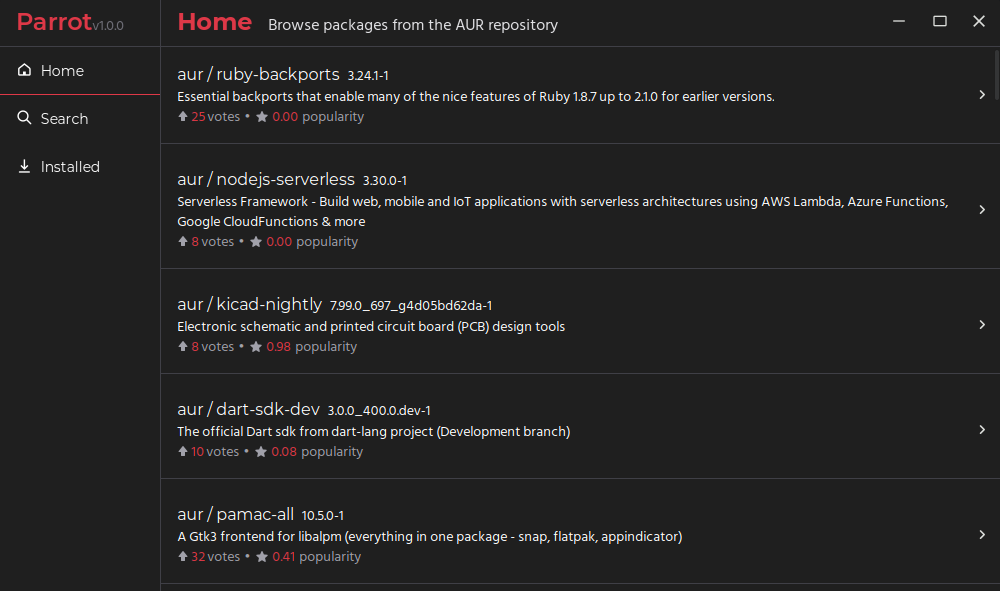 Parrot v1.0.0
Home
Search
Installed
Home Browse packages from the AUR repository
aur / ruby-backports 3.24.1-1
Essential backports that enable many of the nice features of Ruby 1.8.7 up to 2.1.0 for earlier versions.
25 votes • 0.00 popularity
aur / nodejs-serverless 3.30.0-1
Serverless Framework - Build web, mobile and IoT applications with serverless architectures using AWS Lambda, Azure Functions,
Google CloudFunctions & more
8 votes • 0.00 popularity
aur / kicad-nightly 7.99.0_697_g4d05bd62da-1
Electronic schematic and printed circuit board (PCB) design tools
8 votes • 0.98 popularity
aur / dart-sdk-dev 3.0.0_400.0.dev-1
The official Dart sdk from dart-lang project (Development branch)
10 votes • 0.08 popularity
aur / pamac-all 10.5.0-1
A Gtk3 frontend for libalpm (everything in one package - snap, flatpak, appindicator)
32 votes • 0.41 popularity